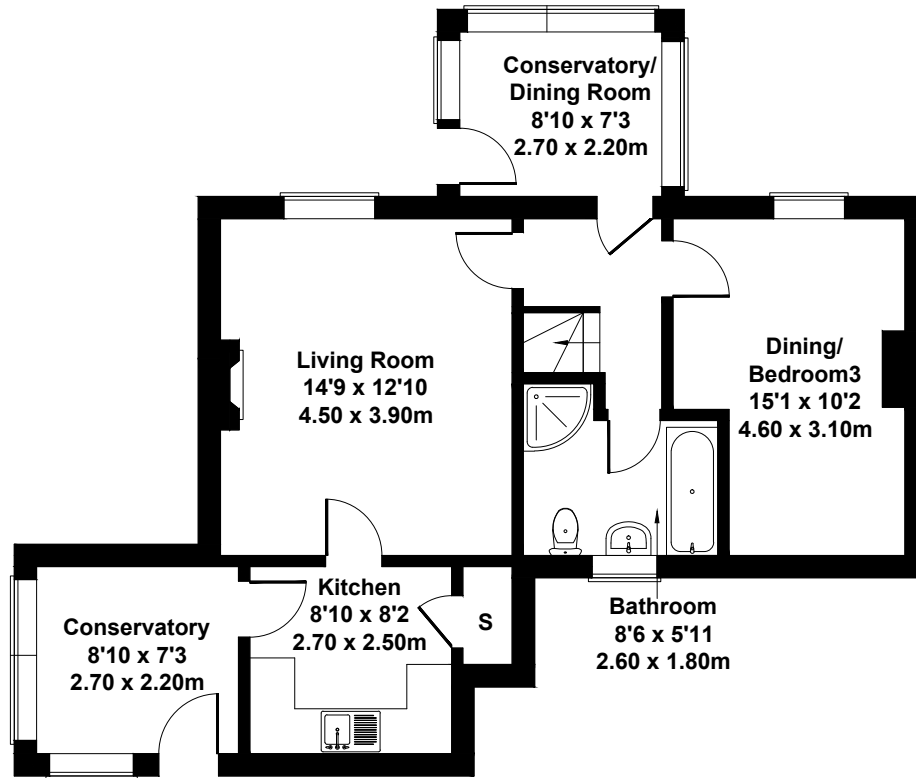 Conservatory/
Dining Room
8'10 x 7'3
2.70 x 2.20m
Living Room
14'9 x 12'10
4.50 x 3.90m
Dining/
Bedroom3
15'1 x 10'2
4.60 x 3.10m
Kitchen
8'10 x 8'2
2.70 x 2.50m
S
Conservatory
8'10 x 7'3
2.70 x 2.20m
Bathroom
8'6 x 5'11
2.60 x 1.80m